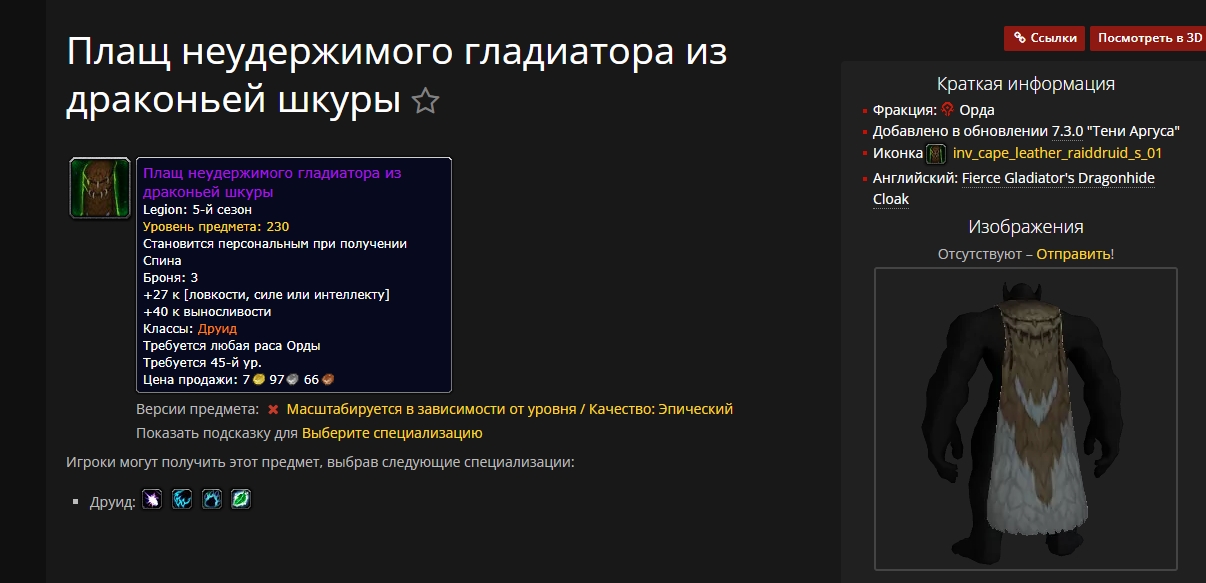 Плащ неудержимого гладиатора из
драконьей шкуры
Плащ неудержимого гладиатора из
драконьей шкуры
Legion: 5-й сезон
Уровень предмета: 230
Становится персональным при получении
Спина
Броня: 3
+27 к [ловкости, силе или интеллекту]
+40 к выносливости
Классы: Друид
Требуется любая раса Орды
Требуется 45-й ур.
Цена продажи: 7 97 66
Версии предмета: Масштабируется в зависимости от уровня / Качество: Эпический
Показать подсказку для Выберите специализацию
Игроки могут получить этот предмет, выбрав следующие специализации:
Друид:
Ссылки
Посмотреть в 3D
Краткая информация
Фракция: Орда
Добавлено в обновлении 7.3.0 "Тени Аргуса"
Иконка inv_cape_leather_raiddruid_s_01
Английский: Fierce Gladiator's Dragonhide
Cloak
Изображения
Отсутствуют – Отправить!